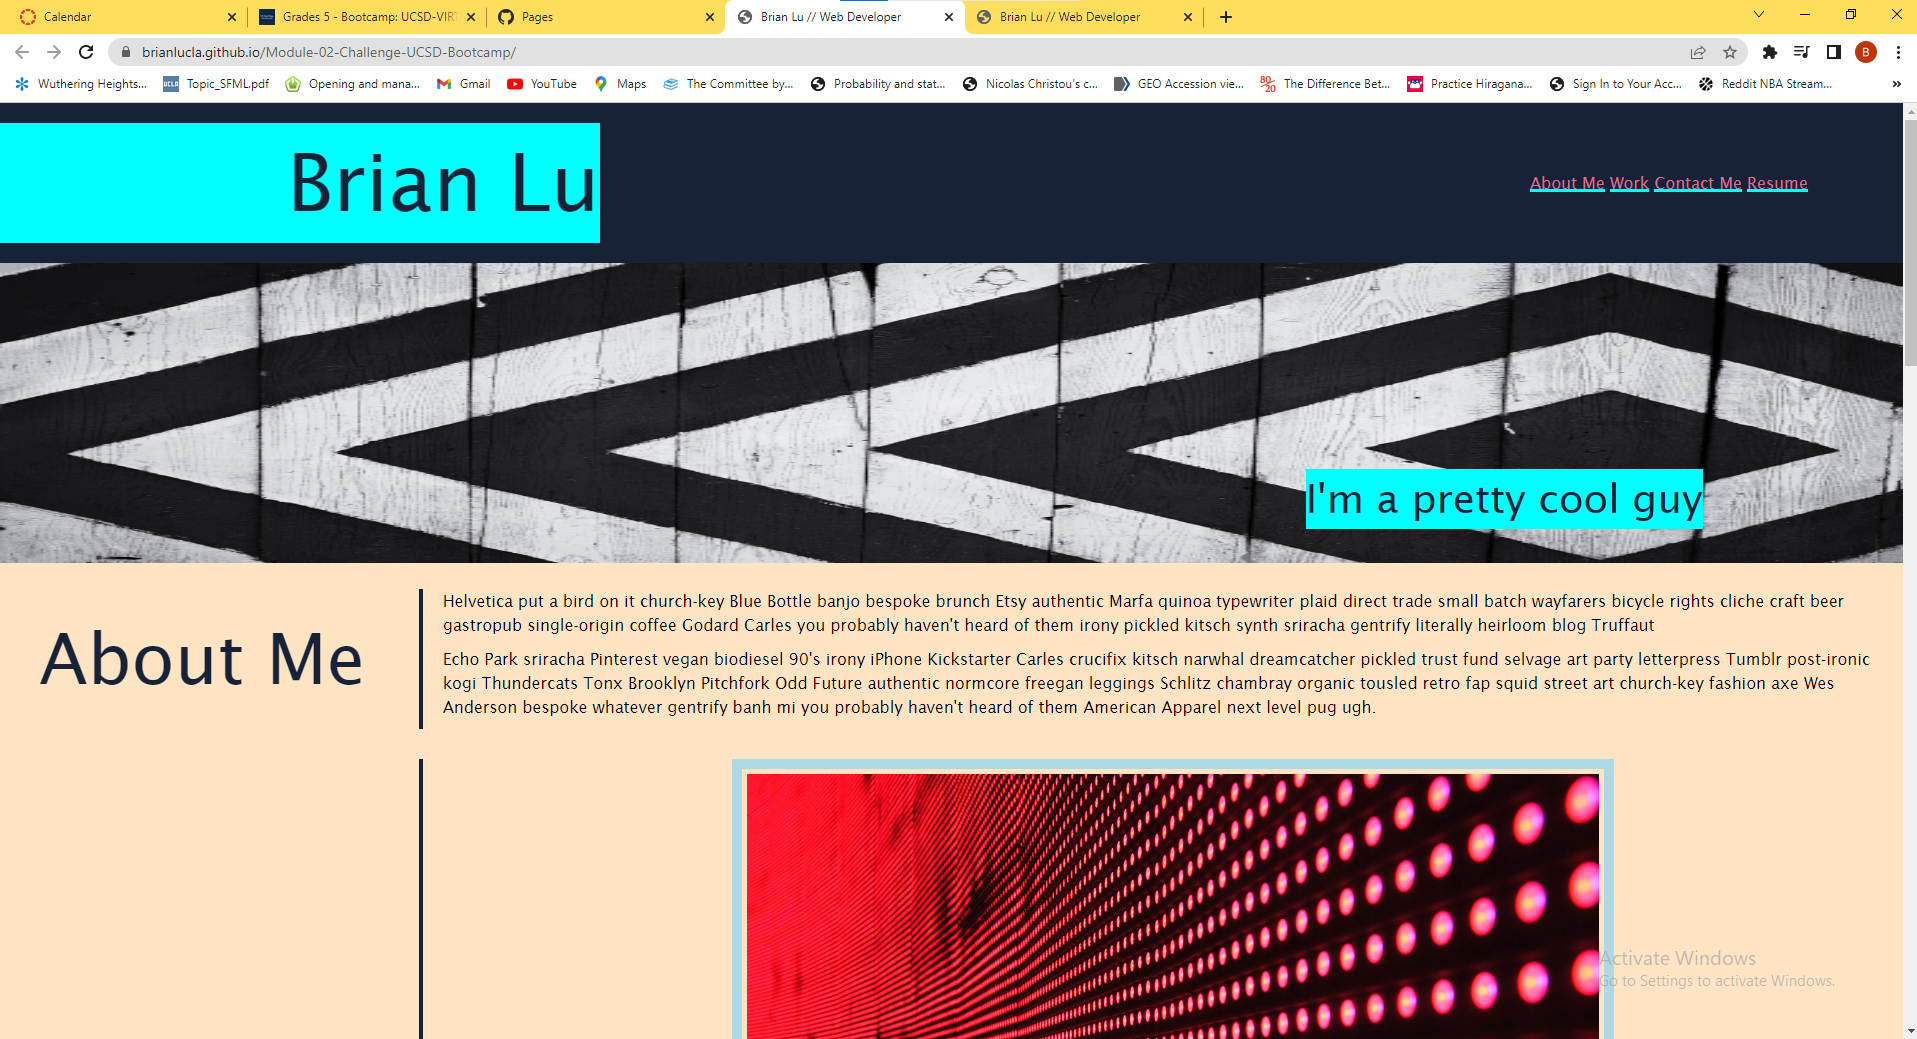 Calendar
Grades 5 - Bootcamp: UCSD-VIRT
Pages
Brian Lu // Web Developer
Brian Lu // Web Developer
brianlucla.github.io/Module-02-Challenge-UCSD-Bootcamp/
B
Wuthering Heights...
UCLA
Topic_SFML.pdf
Opening and mana...
Gmail
YouTube
Maps
The Committee by...
Probability and stat...
Nicolas Christou's c...
GEO Accession vie...
80/20
The Difference Bet...
Practice Hiragana...
Sign In to Your Acc...
Reddit NBA Stream...
»
Brian Lu
About Me Work Contact Me Resume
I'm a pretty cool guy
About Me
Helvetica put a bird on it church-key Blue Bottle banjo bespoke brunch Etsy authentic Marfa quinoa typewriter plaid direct trade small batch wayfarers bicycle rights cliche craft beer
gastropub single-origin coffee Godard Carles you probably haven't heard of them irony pickled kitsch synth sriracha gentrify literally heirloom blog Truffaut
Echo Park sriracha Pinterest vegan biodiesel 90's irony iPhone Kickstarter Carles crucifix kitsch narwhal dreamcatcher pickled trust fund selvage art party letterpress Tumblr post-ironic
kogi Thundercats Tonx Brooklyn Pitchfork Odd Future authentic normcore freegan leggings Schlitz chambray organic tousled retro fap squid street art church-key fashion axe Wes
Anderson bespoke whatever gentrify banh mi you probably haven't heard of them American Apparel next level pug ugh.
Activate Windows
Go to Settings to activate Windows.